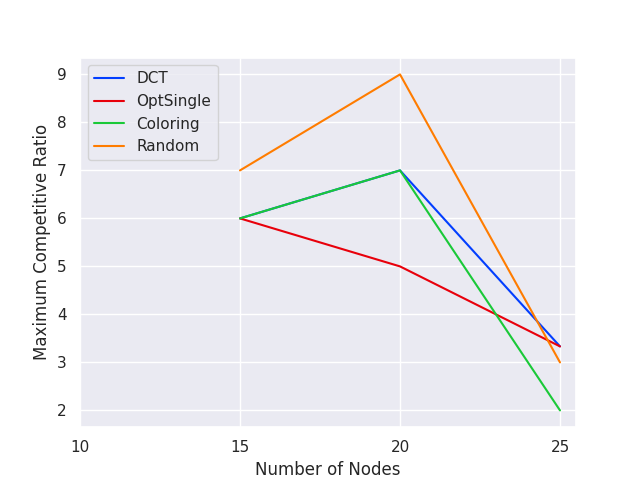 DCT
OptSingle
Coloring
Random
9
8
7
6
5
4
3
2
Maximum Competitive Ratio
10 15 20 25
Number of Nodes